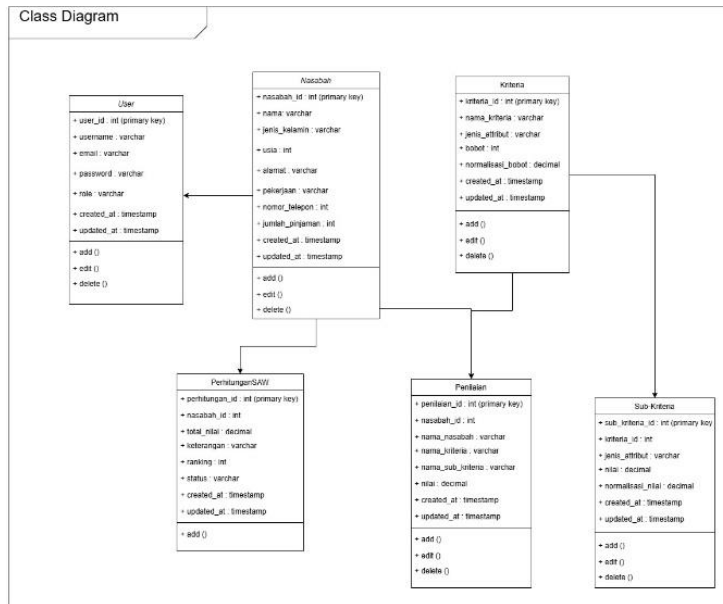 Class Diagram
User
+ user_id : int (primary key)
+ username : varchar
+ email : varchar
+ password : varchar
+ role : varchar
+ created_at : timestamp
+ updated_at : timestamp
+ add ()
+ edit ()
+ delete ()
Nasabah
+ nasabah_id : int (primary key)
+ nama: varchar
+ jenis_kelamin : varchar
+ usia : int
+ alamat : varchar
+ pekerjaan : varchar
+ nomor_telepon : int
+ jumlah_pinjaman : int
+ created_at : timestamp
+ updated_at : timestamp
+ add ()
+ edit ()
+ delete ()
Kriteria
+ kriteria_id : int (primary key)
+ nama_kriteria : varchar
+ jenis_attribut : varchar
+ bobot : int
+ normalisasi_bobot : decimal
+ created_at : timestamp
+ updated_at : timestamp
+ add ()
+ edit ()
+ delete ()
PerhitunganSAW
+ perhitungan_id : int (primary key)
+ nasabah_id : int
+ total_nilai : decimal
+ keterangan : varchar
+ ranking : int
+ status : varchar
+ created_at : timestamp
+ updated_at : timestamp
+ add ()
Penilaian
+ penilaian_id : int (primary key)
+ nasabah_id : int
+ nama_nasabah : varchar
+ nama_kriteria : varchar
+ nama_sub_kriteria : varchar
+ nilai : decimal
+ created_at : timestamp
+ updated_at : timestamp
+ add ()
+ edit ()
+ delete ()
Sub-Kriteria
+ sub_kriteria_id : int (primary key
+ kriteria_id : int
+ jenis_attribut : varchar
+ nilai : decimal
+ normalisasi_nilai : decimal
+ created_at : timestamp
+ updated_at : timestamp
+ add ()
+ edit ()
+ delete ()